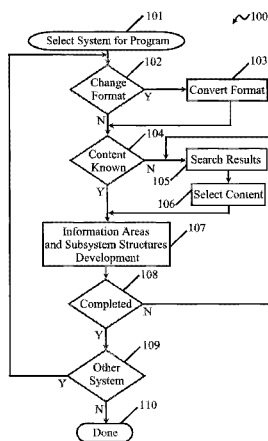 101
100
Select System for Program
102
103
Change
Format
Y
Convert Format
N
104
Content
Known
N
Search Results
105
Y
Select Content
106
107
Information Areas
and Subsystem Structures
Development
108
Completed
N
Y
109
Other
System
Y
N
110
Done